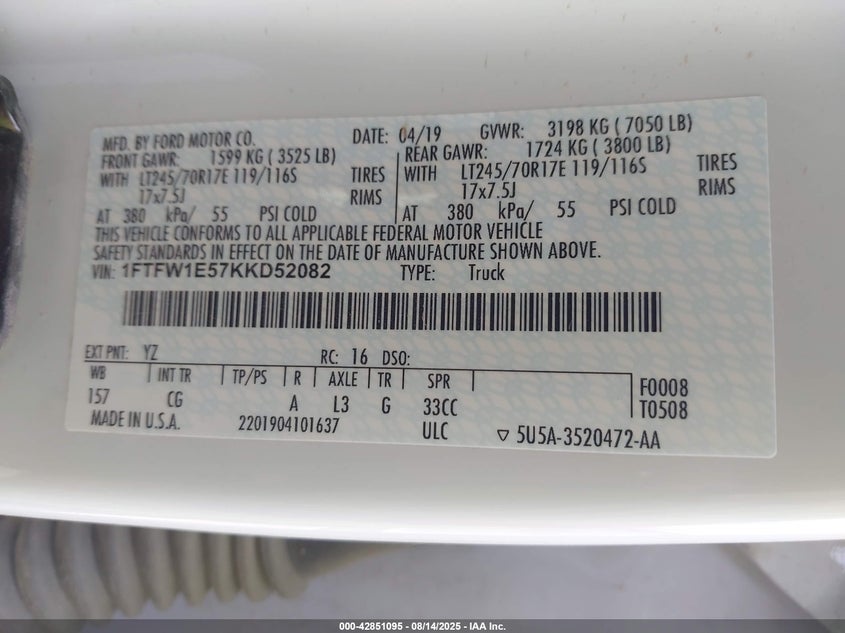 MFD. BY FORD MOTOR CO. DATE: 04/19 GVWR: 3198 KG ( 7050 LB)
FRONT GAWR: 1599 KG ( 3525 LB) REAR GAWR: 1724 KG ( 3800 LB)
WITH LT245/70R17E 119/116S TIRES WITH LT245/70R17E 119/116S TIRES
17x7.5J RIMS 17x7.5J RIMS
AT 380 kPa/ 55 PSI COLD AT 380 kPa/ 55 PSI COLD
THIS VEHICLE CONFORMS TO ALL APPLICABLE FEDERAL MOTOR VEHICLE
SAFETY STANDARDS IN EFFECT ON THE DATE OF MANUFACTURE SHOWN ABOVE.
VIN: 1FTFW1E57KKD52082 TYPE: Truck
EXT PNT: YZ RC: 16 DSO:
WB INT TR TP/PS R AXLE TR SPR F0008
157 CG A L3 G 33CC T0508
MADE IN U.S.A. 2201904101637 ULC ▽ 5U5A-3520472-AA
000-42851095 - 08/14/2025 - IAA Inc.